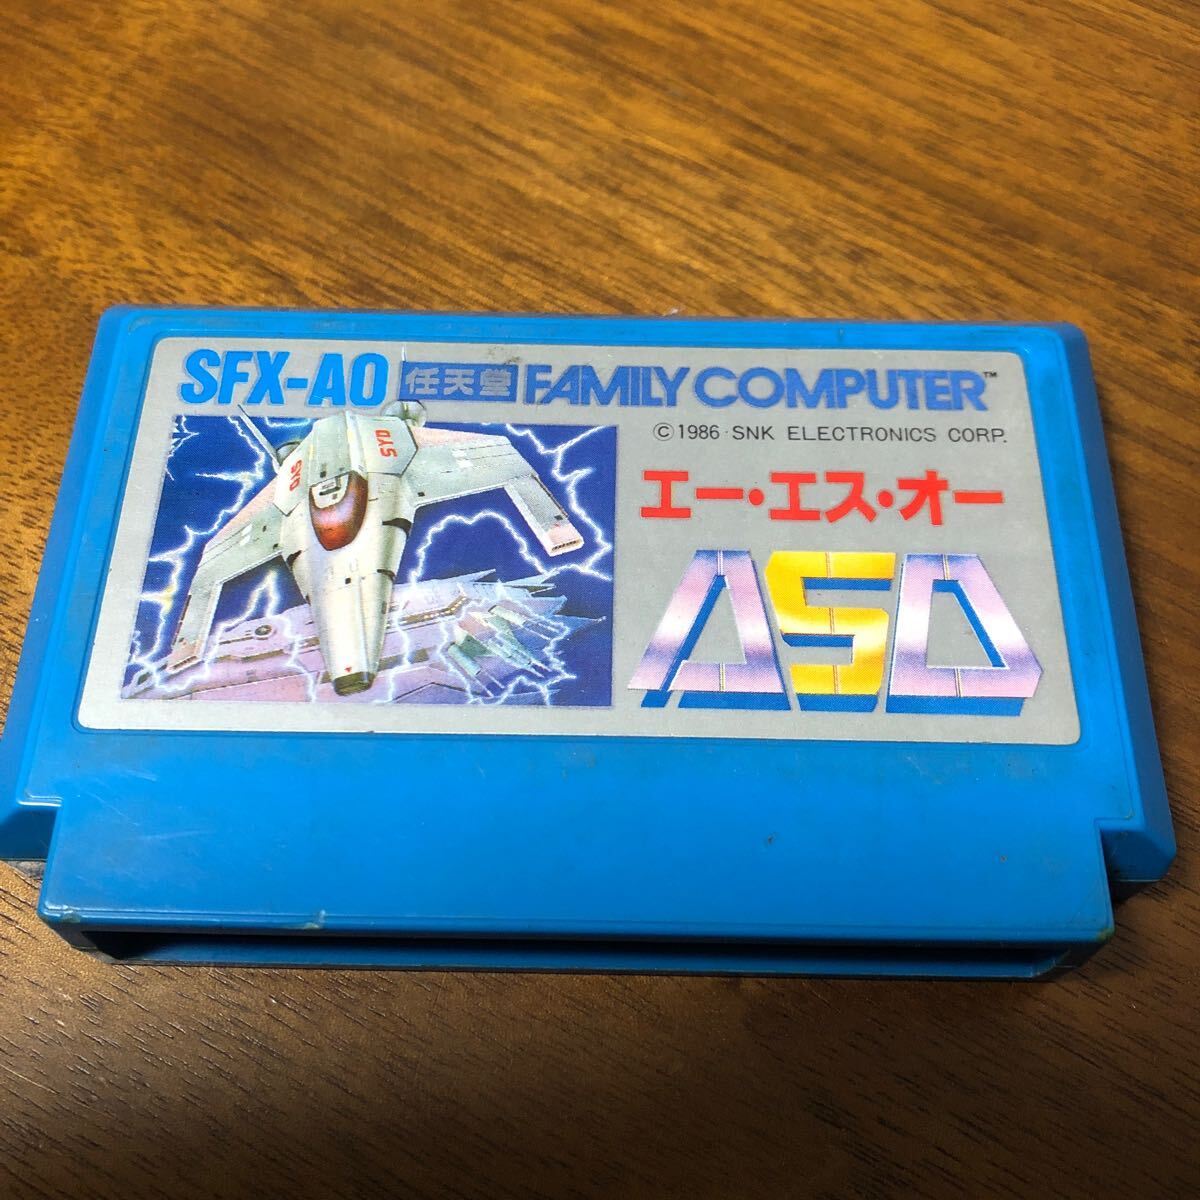 SFX-AO 任天堂 FAMILY COMPUTER™
©1986 SNK ELECTRONICS CORP.
エー・エス・オー
ASO
SYD
SYD